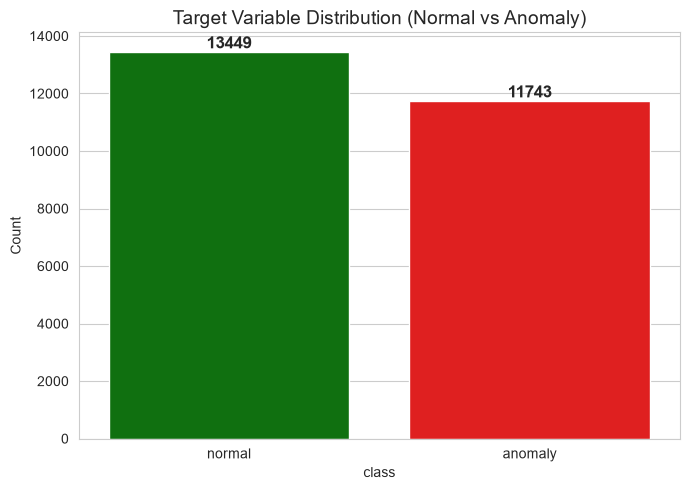 Target Variable Distribution (Normal vs Anomaly)
14000
12000
10000
8000
6000
4000
2000
0
Count
13449
11743
normal
anomaly
class